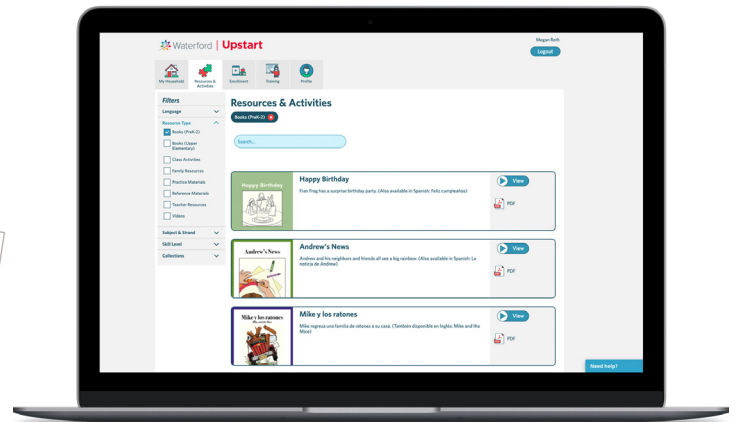 Waterford | Upstart
Megan Roth
Logout
My Household
Resources &
Activities
Enrollment
Training
Profile
Filters
Language
Resource Type
Books (PreK-2)
Books (Upper
Elementary)
Class Activities
Family Resources
Practice Materials
Reference Materials
Teacher Resources
Videos
Subject & Strand
Skill Level
Collections
Resources & Activities
Books (PreK-2)
Search...
Happy Birthday
Happy Birthday
Fran Frog has a surprise birthday party. (Also available in Spanish: Feliz cumpleaños)
View
PDF
Andrew's News
Andrew's News
Andrew and his neighbors and friends all see a big rainbow. (Also available in Spanish: La
noticia de Andrew)
View
PDF
Mike y los ratones
Mike y los ratones
Mike regresa una familia de ratones a su casa. (También disponible en inglés: Mike and the
Mice)
View
PDF
Need help?